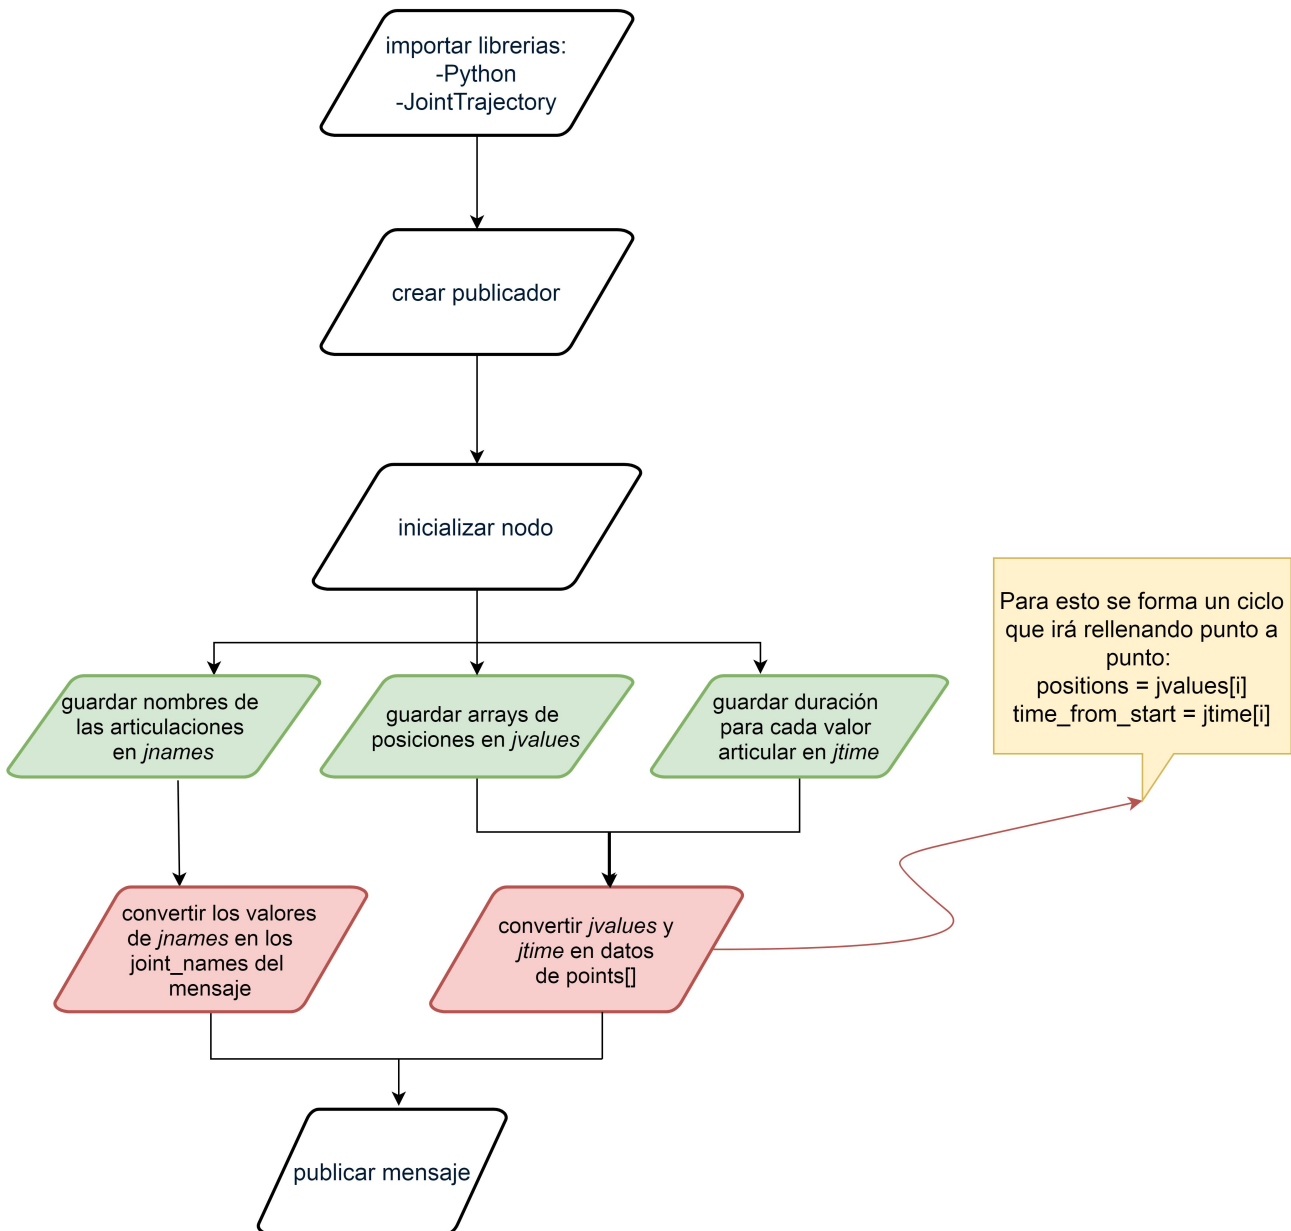 importar librerias:
-Python
-JointTrajectory
crear publicador
inicializar nodo
guardar nombres de
las articulaciones
en jnames
guardar arrays de
posiciones en jvalues
guardar duración
para cada valor
articular en jtime
Para esto se forma un ciclo
que irá rellenando punto a
punto:
positions = jvalues[i]
time_from_start = jtime[i]
convertir los valores
de jnames en los
joint_names del
mensaje
convertir jvalues y
jtime en datos
de points[]
publicar mensaje